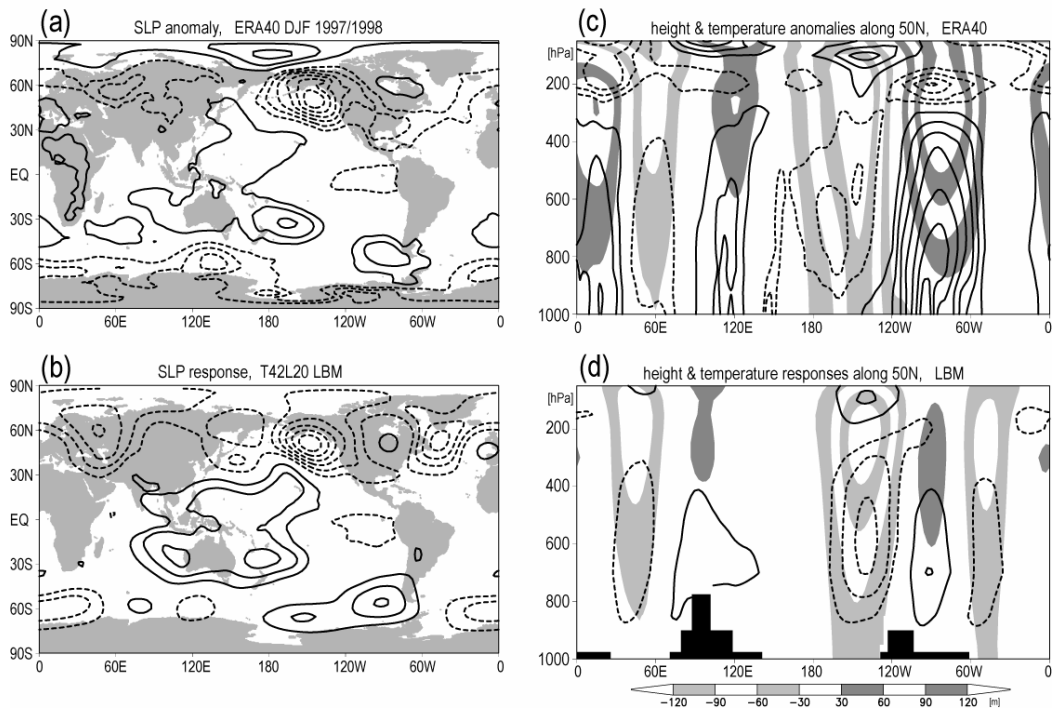 (a) SLP anomaly, ERA40 DJF 1997/1998
90N
60N
30N
EQ
30S
60S
90S
0 60E 120E 180 120W 60W 0
(b) SLP response, T42L20 LBM
90N
60N
30N
EQ
30S
60S
90S
0 60E 120E 180 120W 60W 0
(c) height & temperature anomalies along 50N, ERA40
[hPa]
200
400
600
800
1000
0 60E 120E 180 120W 60W 0
(d) height & temperature responses along 50N, LBM
[hPa]
200
400
600
800
1000
0 60E 120E 180 120W 60W 0
-120 -90 -60 -30 30 60 90 120 [m]